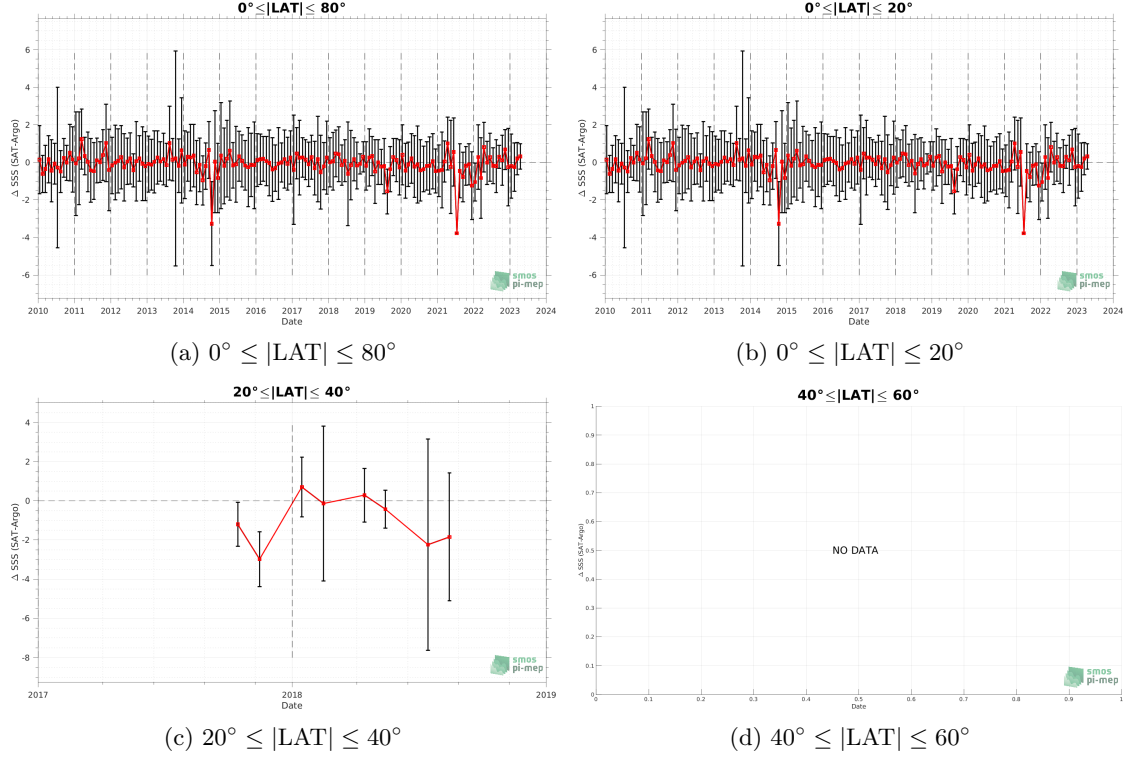 0°≤|LAT|≤ 80°
Δ SSS (SAT-Argo)
6
4
2
0
-2
-4
-6
2010 2011 2012 2013 2014 2015 2016 2017 2018 2019 2020 2021 2022 2023 2024
Date
smos
pi-mep
(a) 0° ≤ |LAT| ≤ 80°
0°≤|LAT|≤ 20°
Δ SSS (SAT-Argo)
6
4
2
0
-2
-4
-6
2010 2011 2012 2013 2014 2015 2016 2017 2018 2019 2020 2021 2022 2023 2024
Date
smos
pi-mep
(b) 0° ≤ |LAT| ≤ 20°
20°≤|LAT|≤ 40°
Δ SSS (SAT-Argo)
4
2
0
-2
-4
-6
-8
2017 2018 2019
Date
smos
pi-mep
(c) 20° ≤ |LAT| ≤ 40°
40°≤|LAT|≤ 60°
Δ SSS (SAT-Argo)
1
0.9
0.8
0.7
0.6
0.5
0.4
0.3
0.2
0.1
0
NO DATA
0 0.1 0.2 0.3 0.4 0.5 0.6 0.7 0.8 0.9 1
Date
smos
pi-mep
(d) 40° ≤ |LAT| ≤ 60°